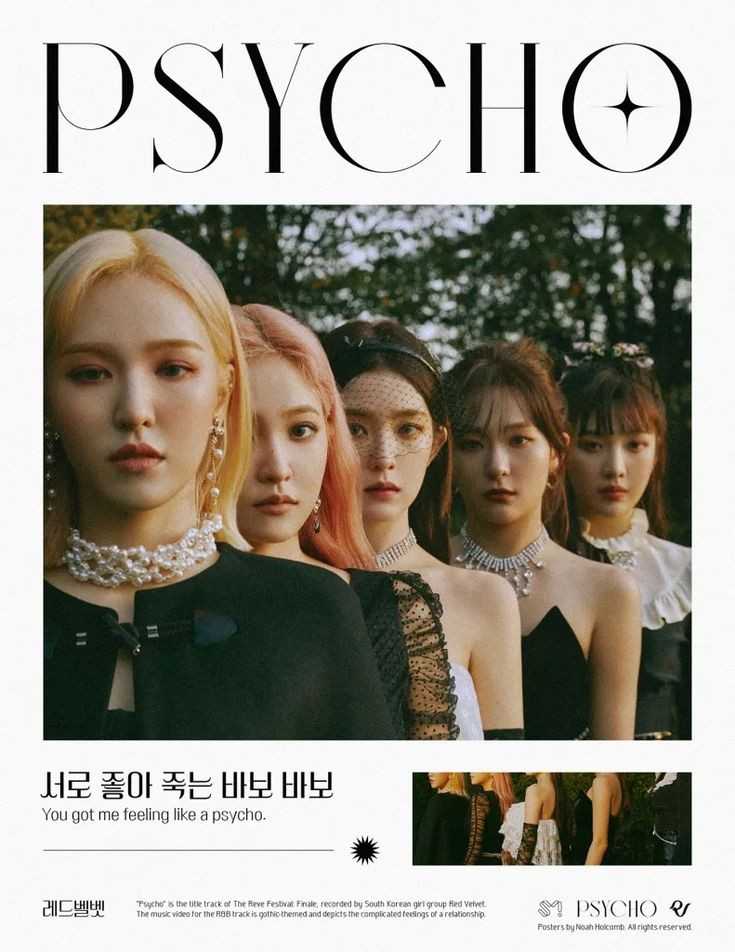 PSYCHO
서로 좋아 죽는 바보 바보
You got me feeling like a psycho.
레드벨벳
"Psycho" is the title track of The Reve Festival: Finale, recorded by South Korean girl group Red Velvet.
The music video for the R&B track is gothic-themed and depicts the complicated feelings of a relationship.
SM PSYCHO RV
Posters by Noah Holcomb. All rights reserved.